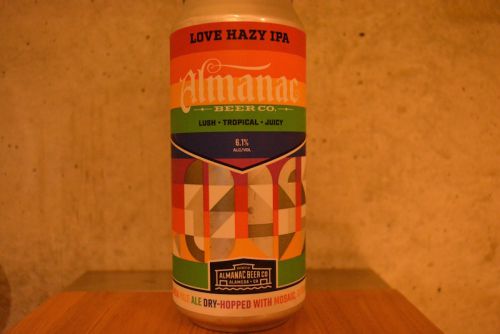 LOVE HAZY IPA
Almanac
BEER CO.
LUSH • TROPICAL • JUICY
6.1%
ALC/VOL
ALMANAC BEER CO
ALAMEDA • CA
PALE ALE DRY-HOPPED WITH MOSAIC,